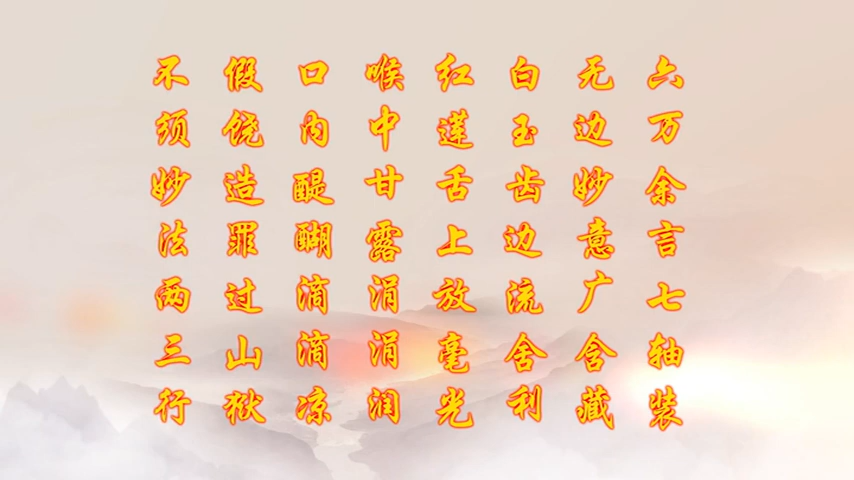 六万余言七轴装
无边妙意广含藏
白玉齿边流舍利
红莲舌上放毫光
喉中甘露涓涓润
口内醍醐滴滴凉
假饶造罪过山狱
不须妙法两三行